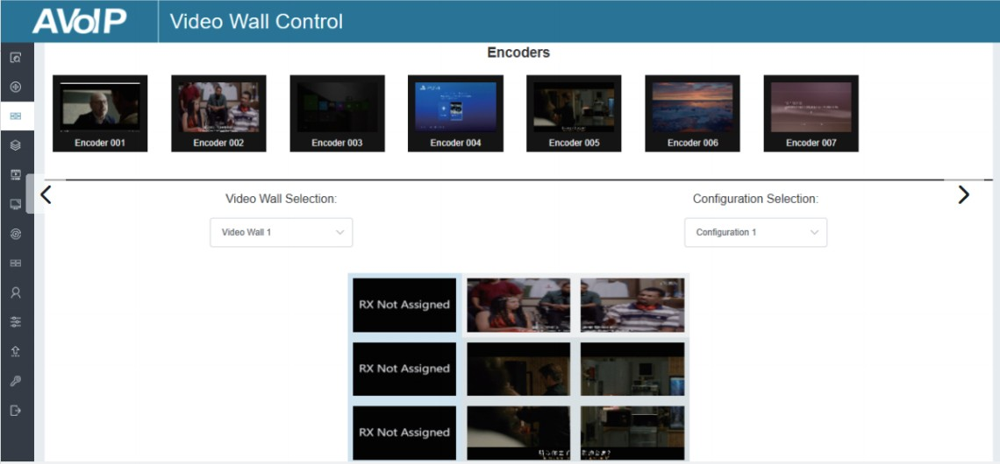 AVoIP
Video Wall Control
Encoders
Encoder 001
Encoder 002
Encoder 003
Encoder 004
Encoder 005
Encoder 006
Encoder 007
Video Wall Selection:
Configuration Selection:
Video Wall 1
Configuration 1
RX Not Assigned
RX Not Assigned
RX Not Assigned